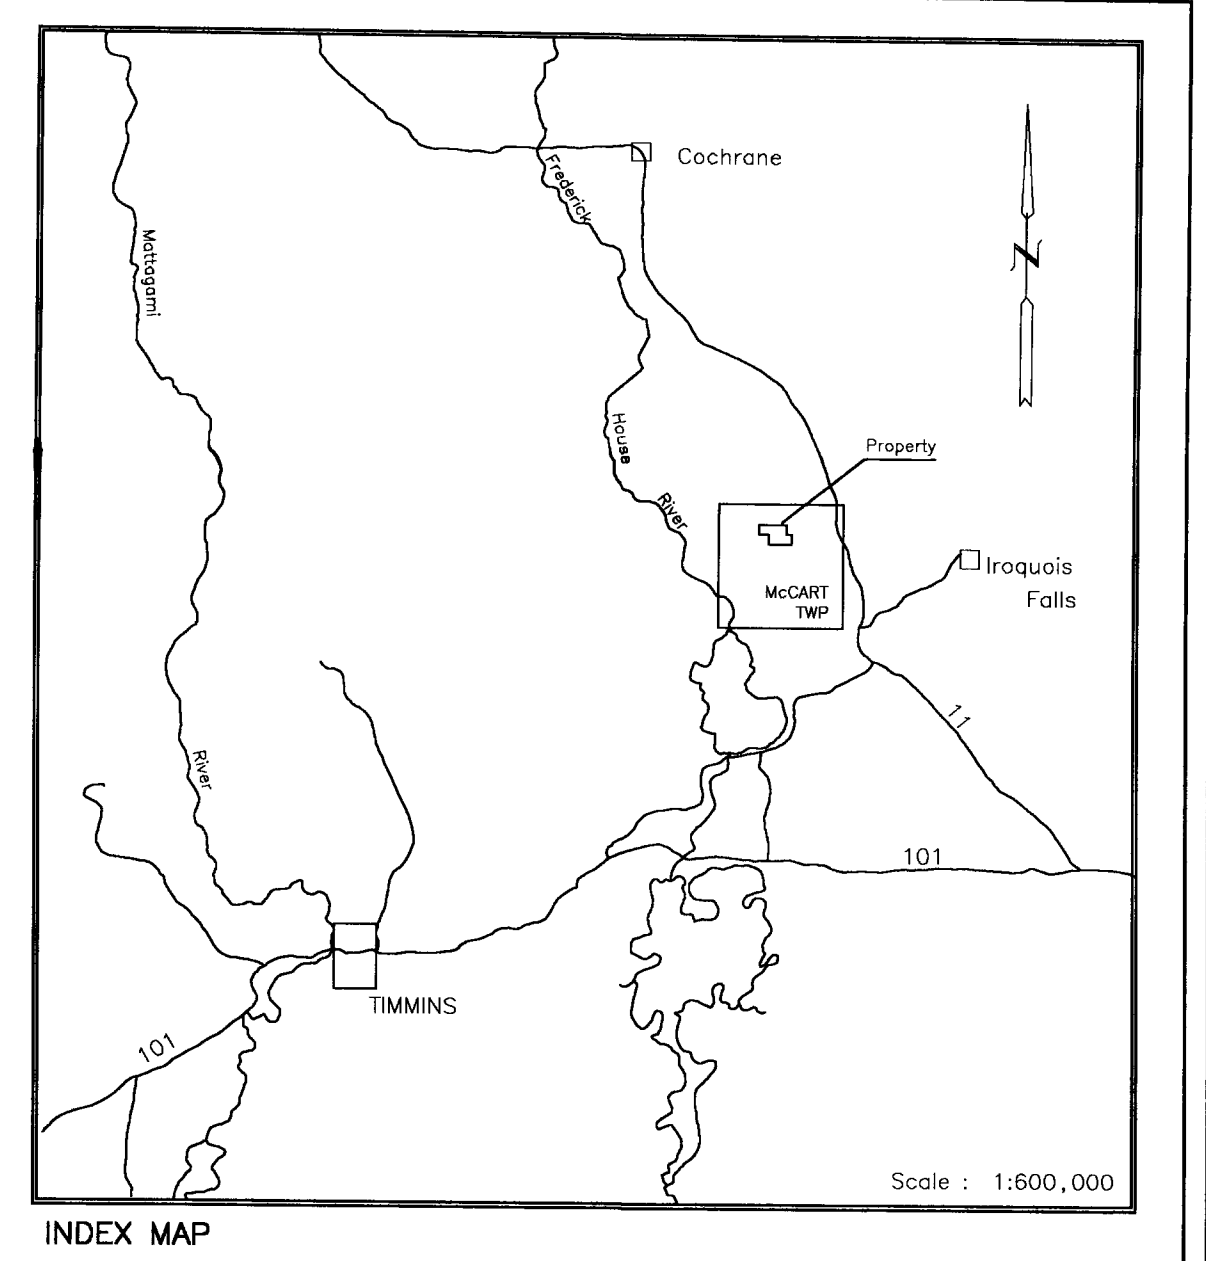 Cochrane
Frederick
Mattagami
N
House
Property
River
Iroquois
Falls
McCART
TWP
11
River
101
TIMMINS
101
Scale : 1:600,000
INDEX MAP